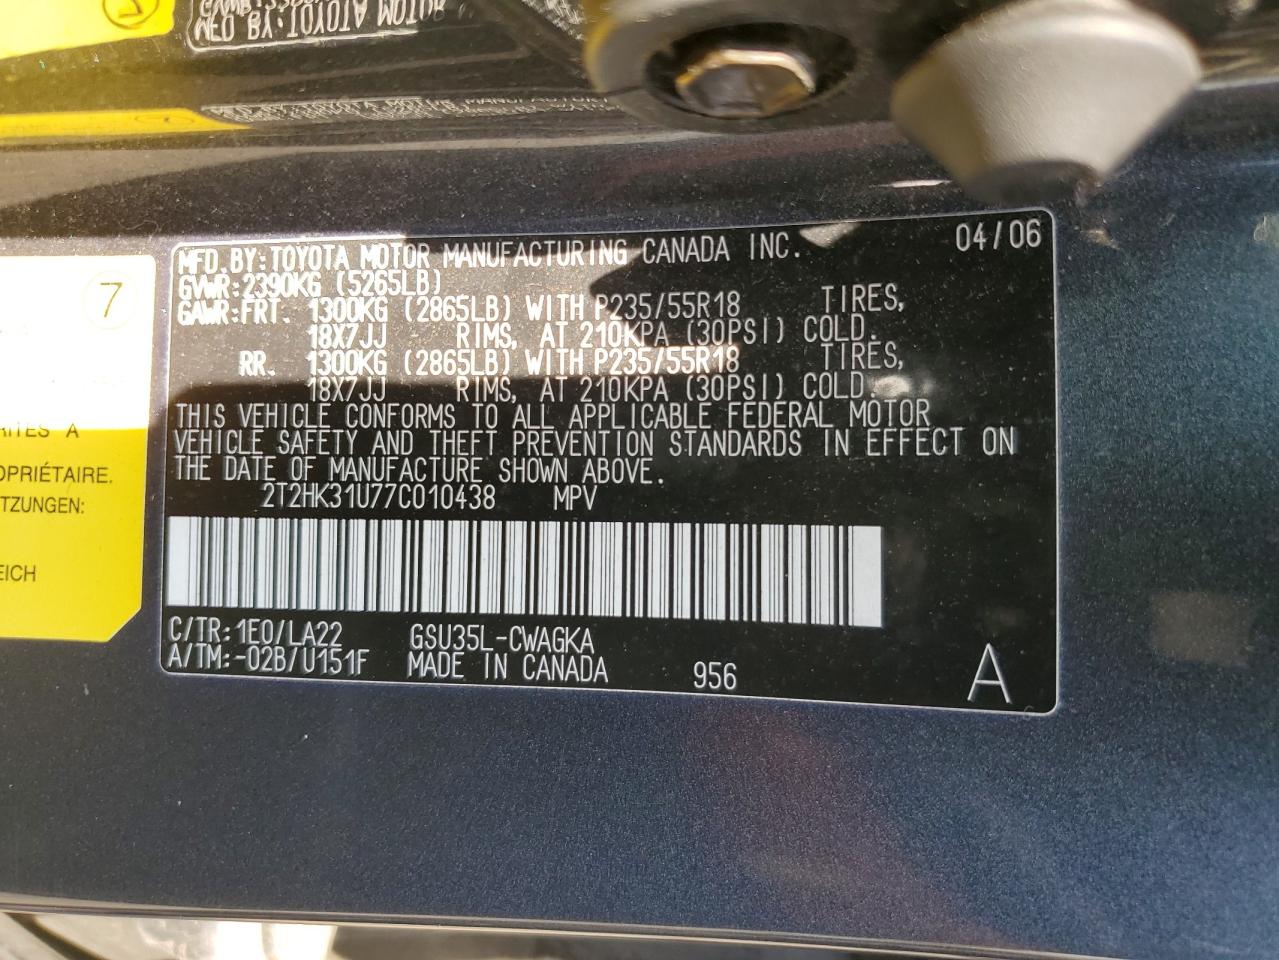 MFD.BY:TOYOTA MOTOR MANUFACTURING CANADA INC. 04/06
GVWR:2390KG (5265LB)
GAWR:FRT. 1300KG (2865LB) WITH P235/55R18 TIRES,
18X7JJ RIMS, AT 210KPA (30PSI) COLD.
RR. 1300KG (2865LB) WITH P235/55R18 TIRES,
18X7JJ RIMS, AT 210KPA (30PSI) COLD.
THIS VEHICLE CONFORMS TO ALL APPLICABLE FEDERAL MOTOR
VEHICLE SAFETY AND THEFT PREVENTION STANDARDS IN EFFECT ON
THE DATE OF MANUFACTURE SHOWN ABOVE.
2T2HK31U77C010438 MPV
C/TR:1E0/LA22 GSU35L-CWAGKA
A/TM:-02B/U151F MADE IN CANADA 956 A
7
A
OPRIÉTAIRE.
TZUNGEN:
EICH